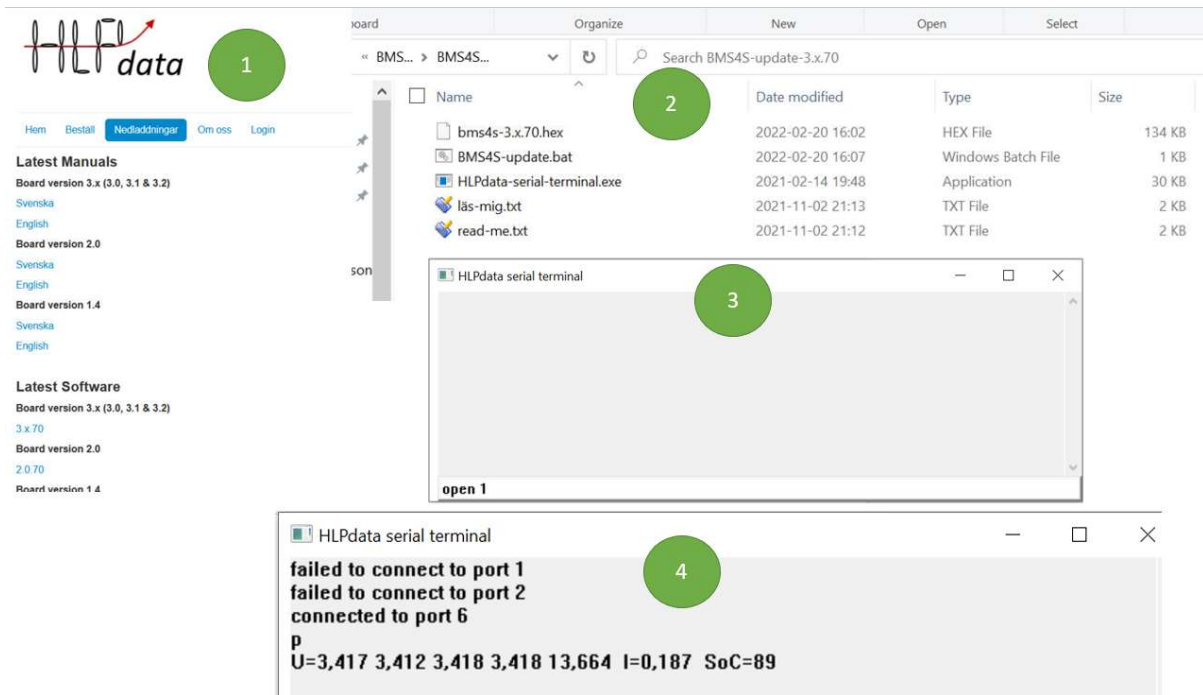 HLPdata
1
Hem Beställ Nedladdningar Om oss Login
Latest Manuals
Board version 3.x (3.0, 3.1 & 3.2)
Svenska
English
Board version 2.0
Svenska
English
Board version 1.4
Svenska
English
Latest Software
Board version 3.x (3.0, 3.1 & 3.2)
3.x.70
Board version 2.0
2.0.70
Board version 1.4
oard Organize New Open Select
« BMS... > BMS4S... Search BMS4S-update-3.x.70
2
Name Date modified Type Size
bms4s-3.x.70.hex 2022-02-20 16:02 HEX File 134 KB
BMS4S-update.bat 2022-02-20 16:07 Windows Batch File 1 KB
HLPdata-serial-terminal.exe 2021-02-14 19:48 Application 30 KB
läs-mig.txt 2021-11-02 21:13 TXT File 2 KB
read-me.txt 2021-11-02 21:12 TXT File 2 KB
son
HLPdata serial terminal
3
open 1
HLPdata serial terminal
4
failed to connect to port 1
failed to connect to port 2
connected to port 6
p
U=3,417 3,412 3,418 3,418 13,664 I=0,187 SoC=89